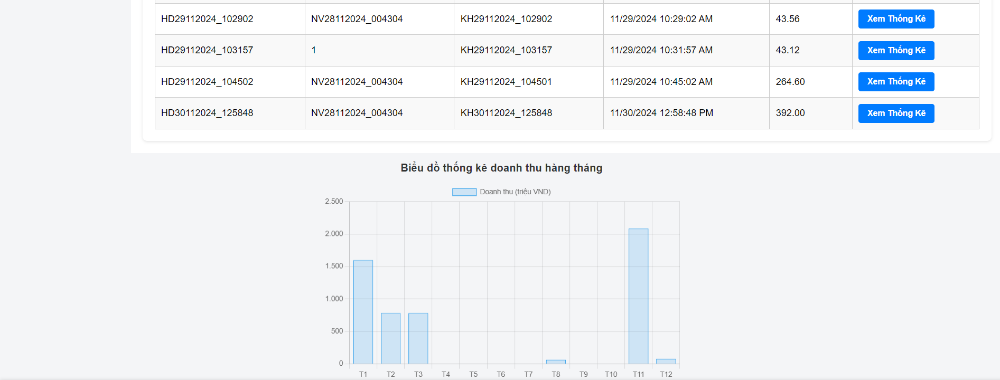 HD29112024_102902 NV28112024_004304 KH29112024_102902 11/29/2024 10:29:02 AM 43.56 Xem Thống Kê
HD29112024_103157 1 KH29112024_103157 11/29/2024 10:31:57 AM 43.12 Xem Thống Kê
HD29112024_104502 NV28112024_004304 KH29112024_104501 11/29/2024 10:45:02 AM 264.60 Xem Thống Kê
HD30112024_125848 NV28112024_004304 KH30112024_125848 11/30/2024 12:58:48 PM 392.00 Xem Thống Kê
Biểu đồ thống kê doanh thu hàng tháng
Doanh thu (triệu VND)
2.500
2.000
1.500
1.000
500
0
T1 T2 T3 T4 T5 T6 T7 T8 T9 T10 T11 T12